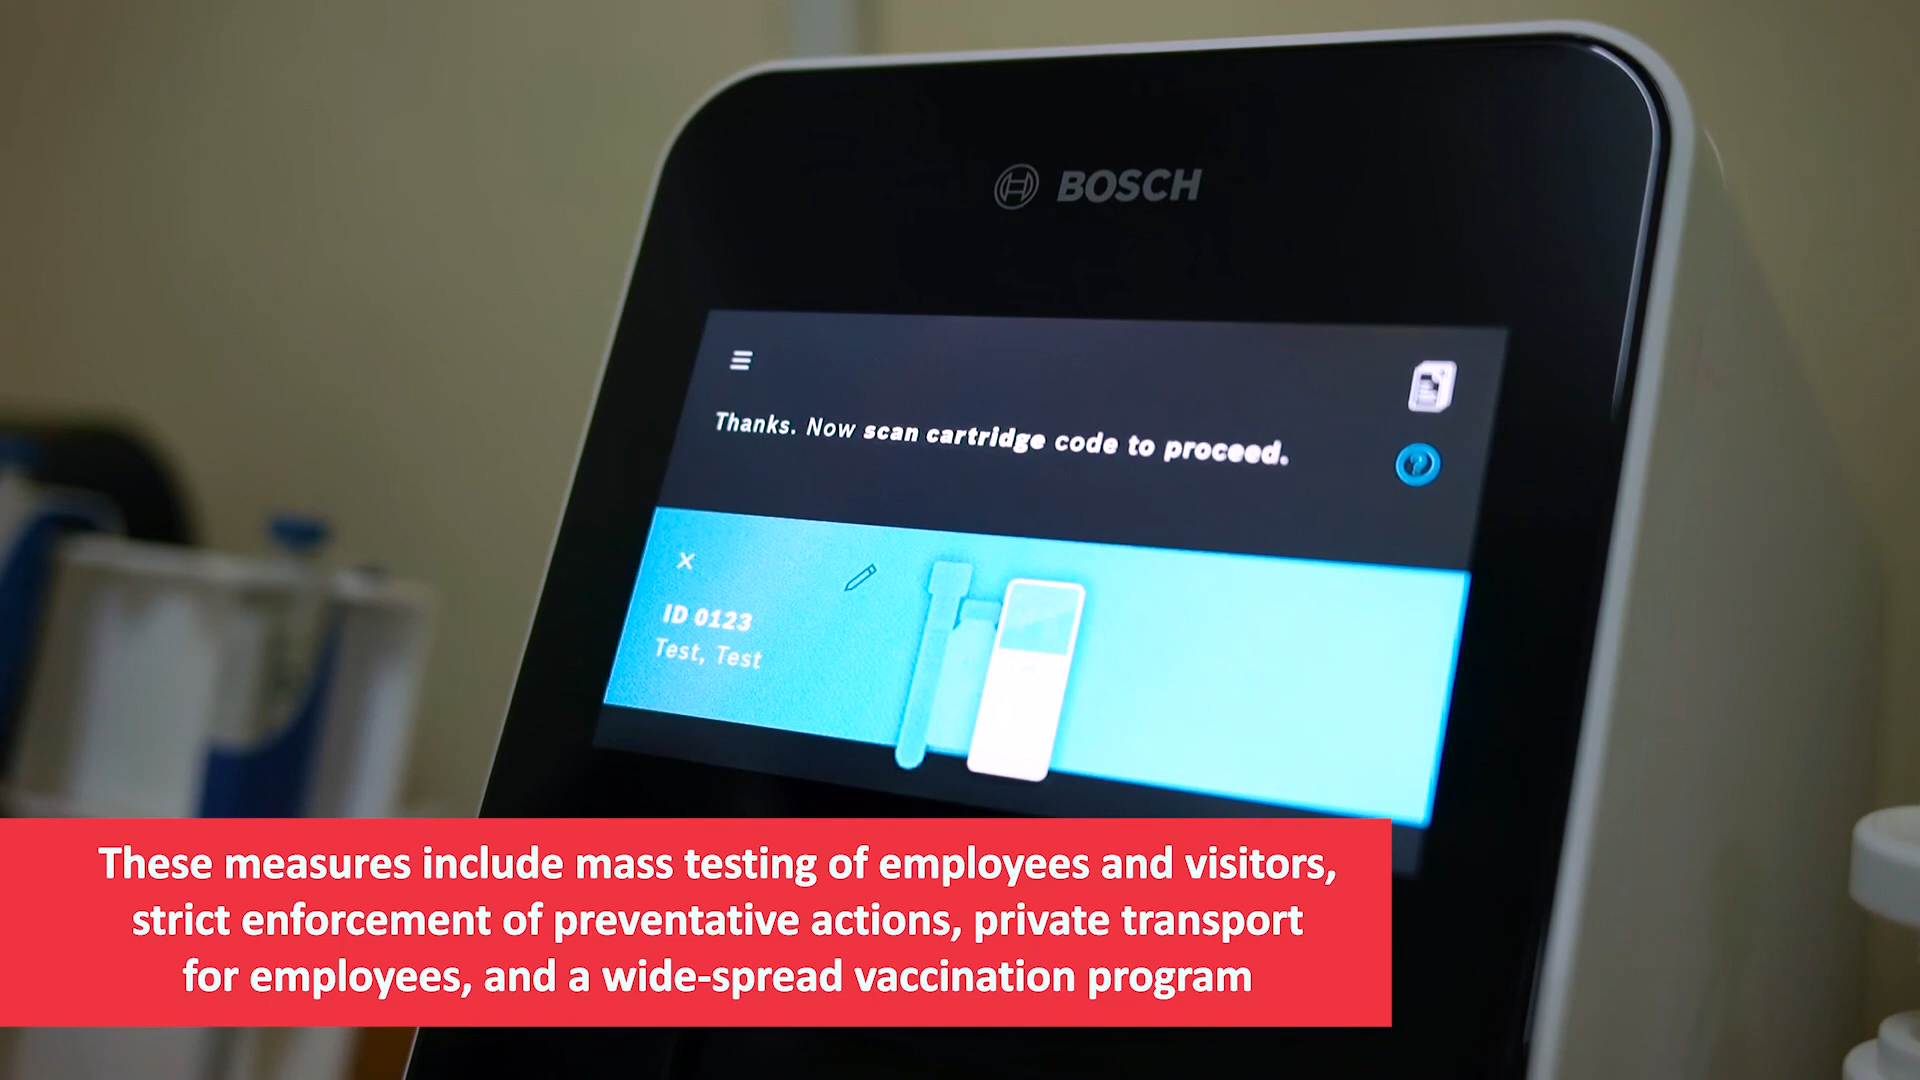 BOSCH
Thanks. Now scan cartridge code to proceed.
ID 0123
Test, Test
These measures include mass testing of employees and visitors,
strict enforcement of preventative actions, private transport
for employees, and a wide-spread vaccination program